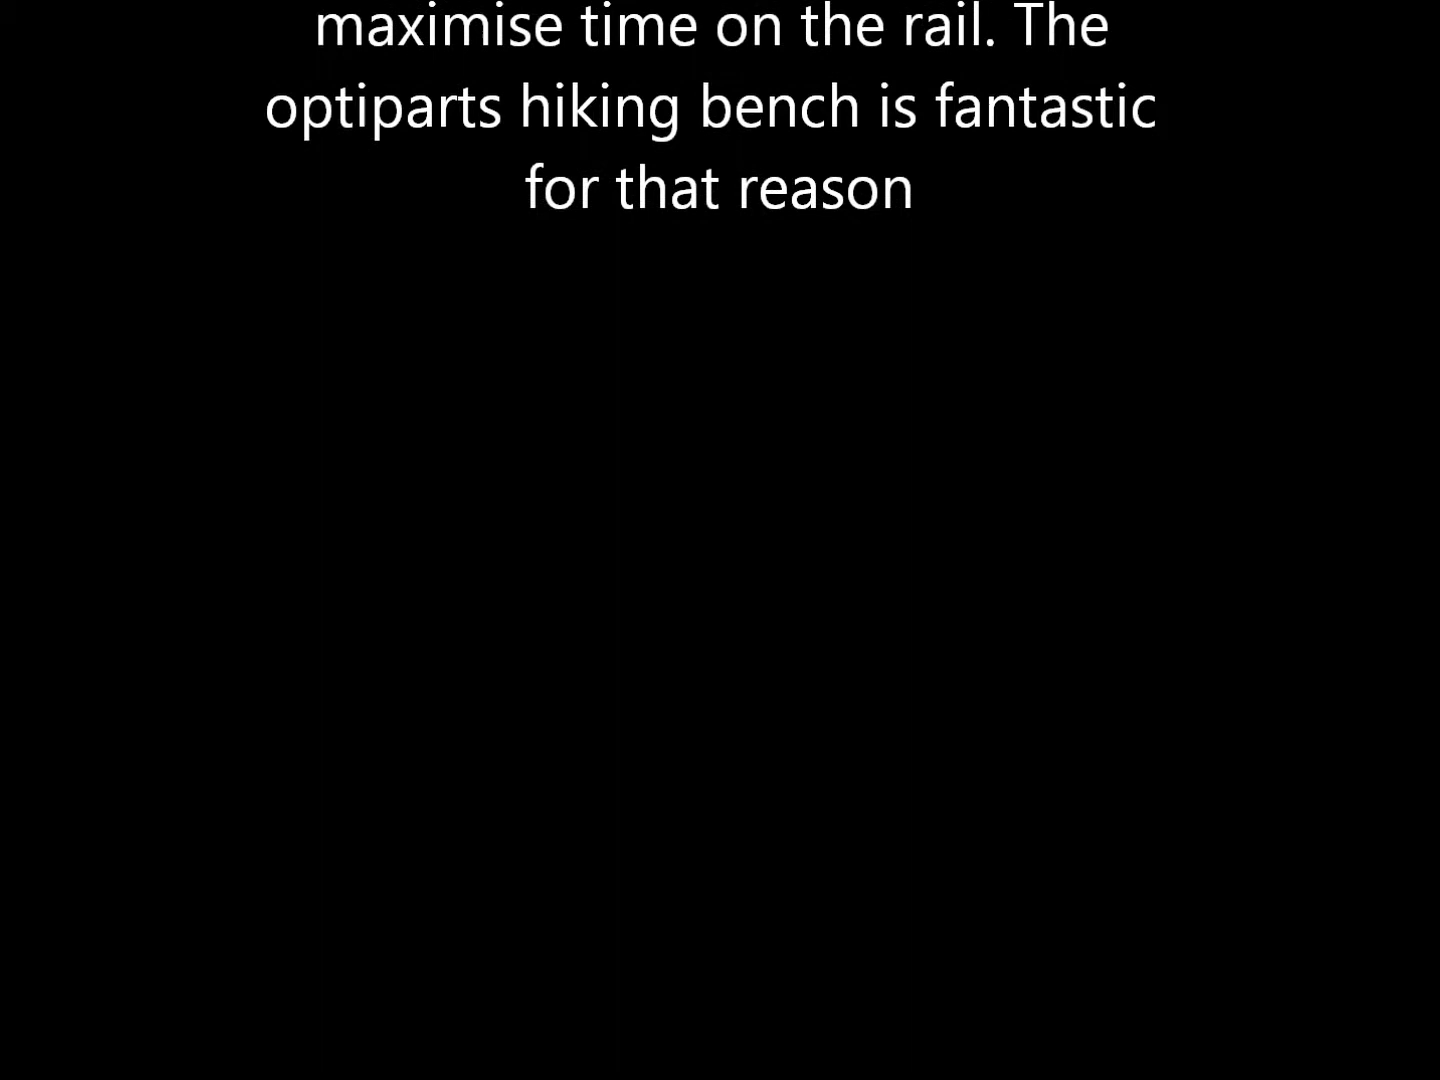 maximise time on the rail. The
optiparts hiking bench is fantastic
for that reason